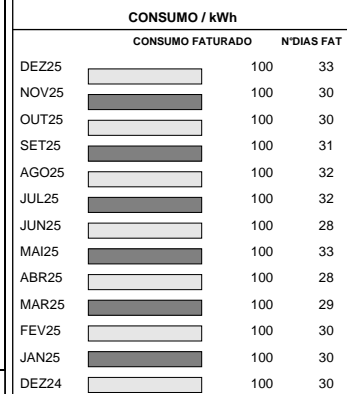 CONSUMO / kWh
CONSUMO FATURADO N°DIAS FAT
DEZ25 100 33
NOV25 100 30
OUT25 100 30
SET25 100 31
AGO25 100 32
JUL25 100 32
JUN25 100 28
MAI25 100 33
ABR25 100 28
MAR25 100 29
FEV25 100 30
JAN25 100 30
DEZ24 100 30